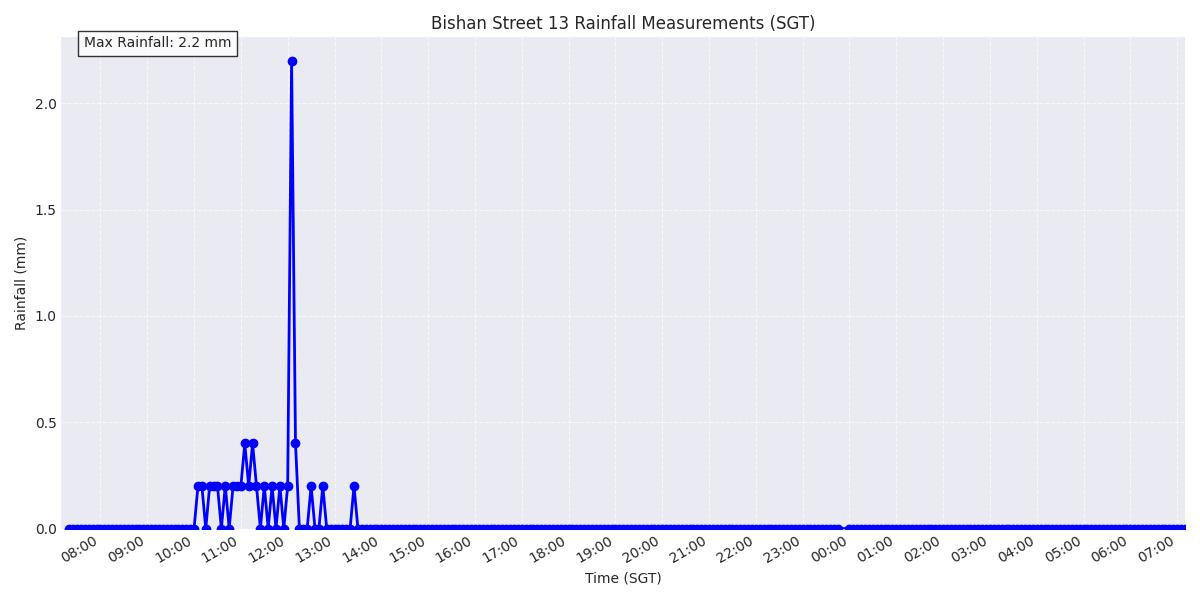 Bishan Street 13 Rainfall Measurements (SGT)
Max Rainfall: 2.2 mm
2.0
1.5
1.0
0.5
0.0
Rainfall (mm)
08:00 09:00 10:00 11:00 12:00 13:00 14:00 15:00 16:00 17:00 18:00 19:00 20:00 21:00 22:00 23:00 00:00 01:00 02:00 03:00 04:00 05:00 06:00 07:00
Time (SGT)